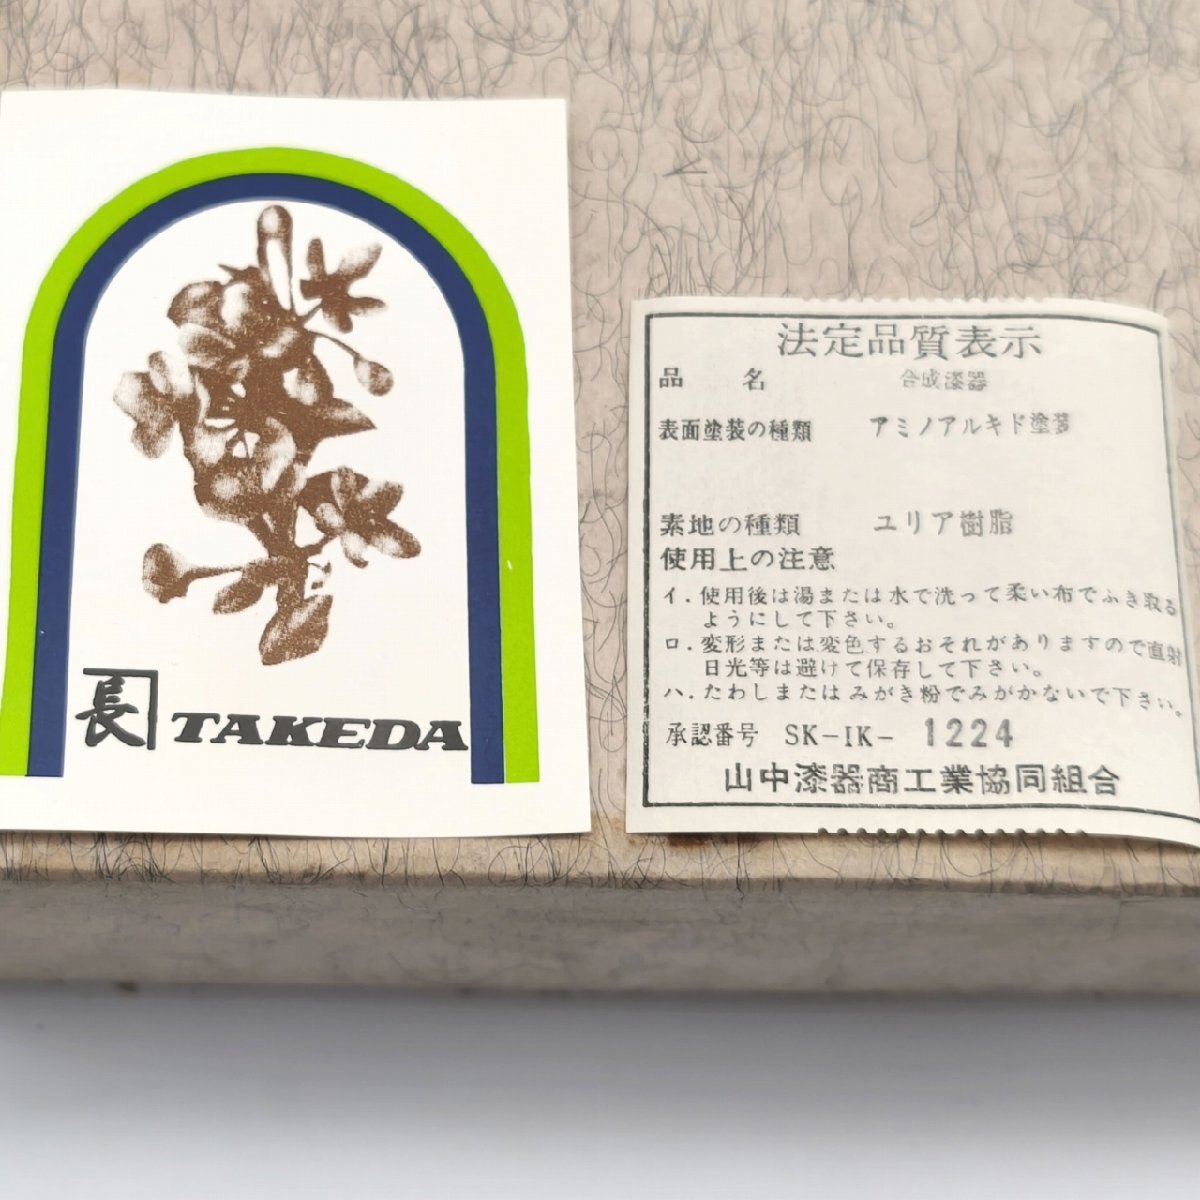 長 TAKEDA
法定品質表示
品　　名　　合成漆器
表面塗装の種類　アミノアルキド塗装
素地の種類　ユリア樹脂
使用上の注意
イ. 使用後は湯または水で洗って柔い布でふき取る
ようにして下さい。
ロ. 変形または変色するおそれがありますので直射
日光等は避けて保存して下さい。
ハ. たわしまたはみがき粉でみがかないで下さい。
承認番号　SK-IK- 1224
山中漆器商工業協同組合